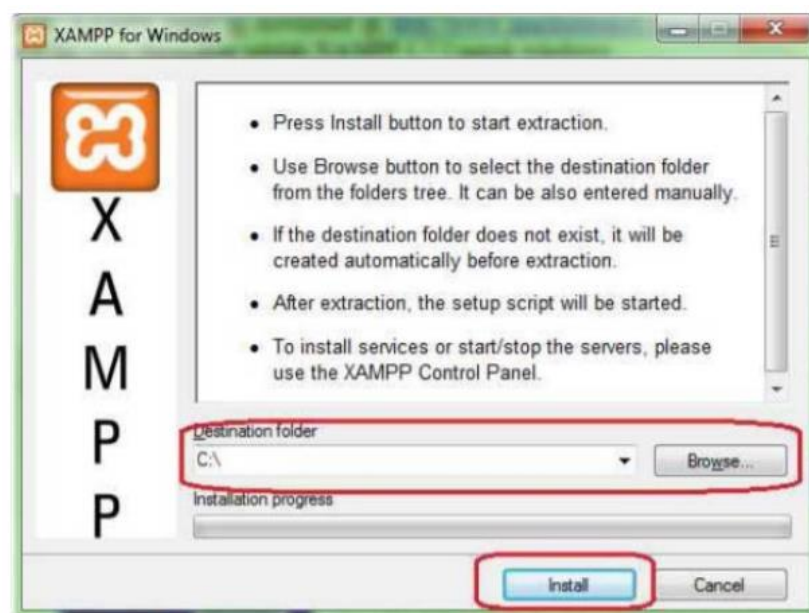 XAMPP for Windows
X
A
M
P
P
• Press Install button to start extraction.
• Use Browse button to select the destination folder
from the folders tree. It can be also entered manually.
• If the destination folder does not exist, it will be
created automatically before extraction.
• After extraction, the setup script will be started.
• To install services or start/stop the servers, please
use the XAMPP Control Panel.
Destination folder
C:\
Browse...
Installation progress
Install
Cancel